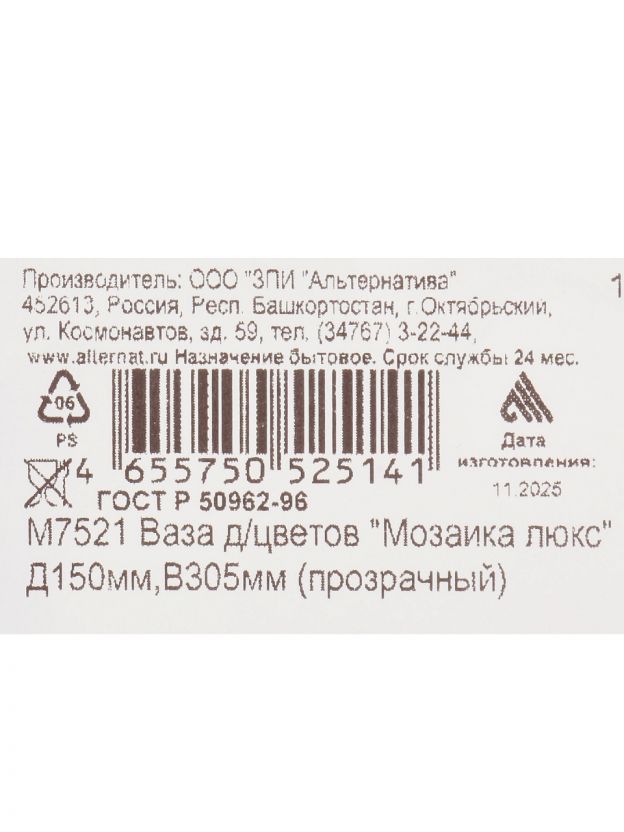 Производитель: ООО "ЗПИ "Альтернатива" 1
452613, Россия, Респ. Башкортостан, г.Октябрьский,
ул. Космонавтов, зд. 59, тел. (34767) 3-22-44,
www.alternat.ru Назначение бытовое. Срок службы 24 мес.
06
PS
Дата
изготовления:
11.2025
4 655750 525141
ГОСТ Р 50962-96
М7521 Ваза д/цветов "Мозаика люкс"
Д150мм,В305мм (прозрачный)